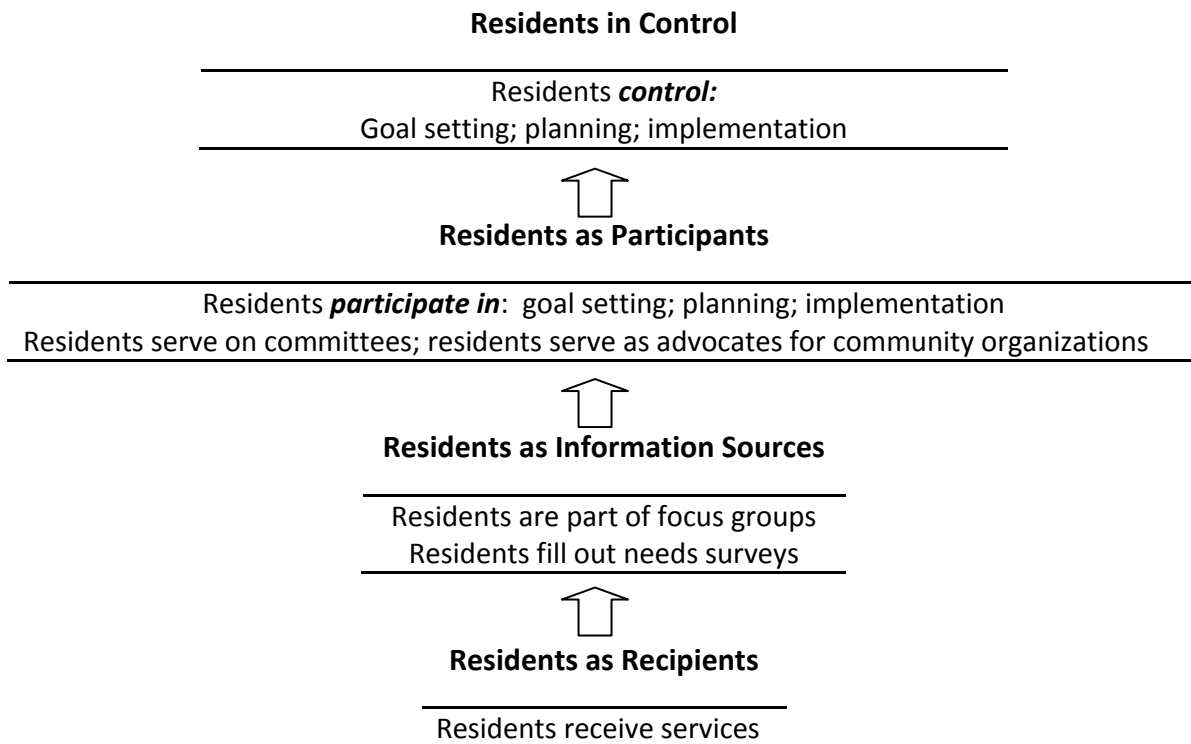 Residents in Control
Residents control:
Goal setting; planning; implementation
Residents as Participants
Residents participate in:  goal setting; planning; implementation
Residents serve on committees; residents serve as advocates for community organizations
Residents as Information Sources
Residents are part of focus groups
Residents fill out needs surveys
Residents as Recipients
Residents receive services